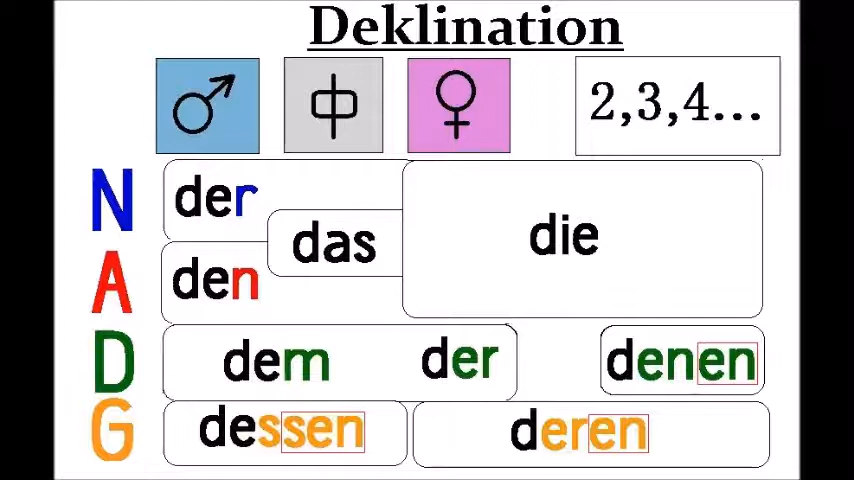 Deklination
2,3,4...
N der das die
A den
D dem der denen
G dessen deren